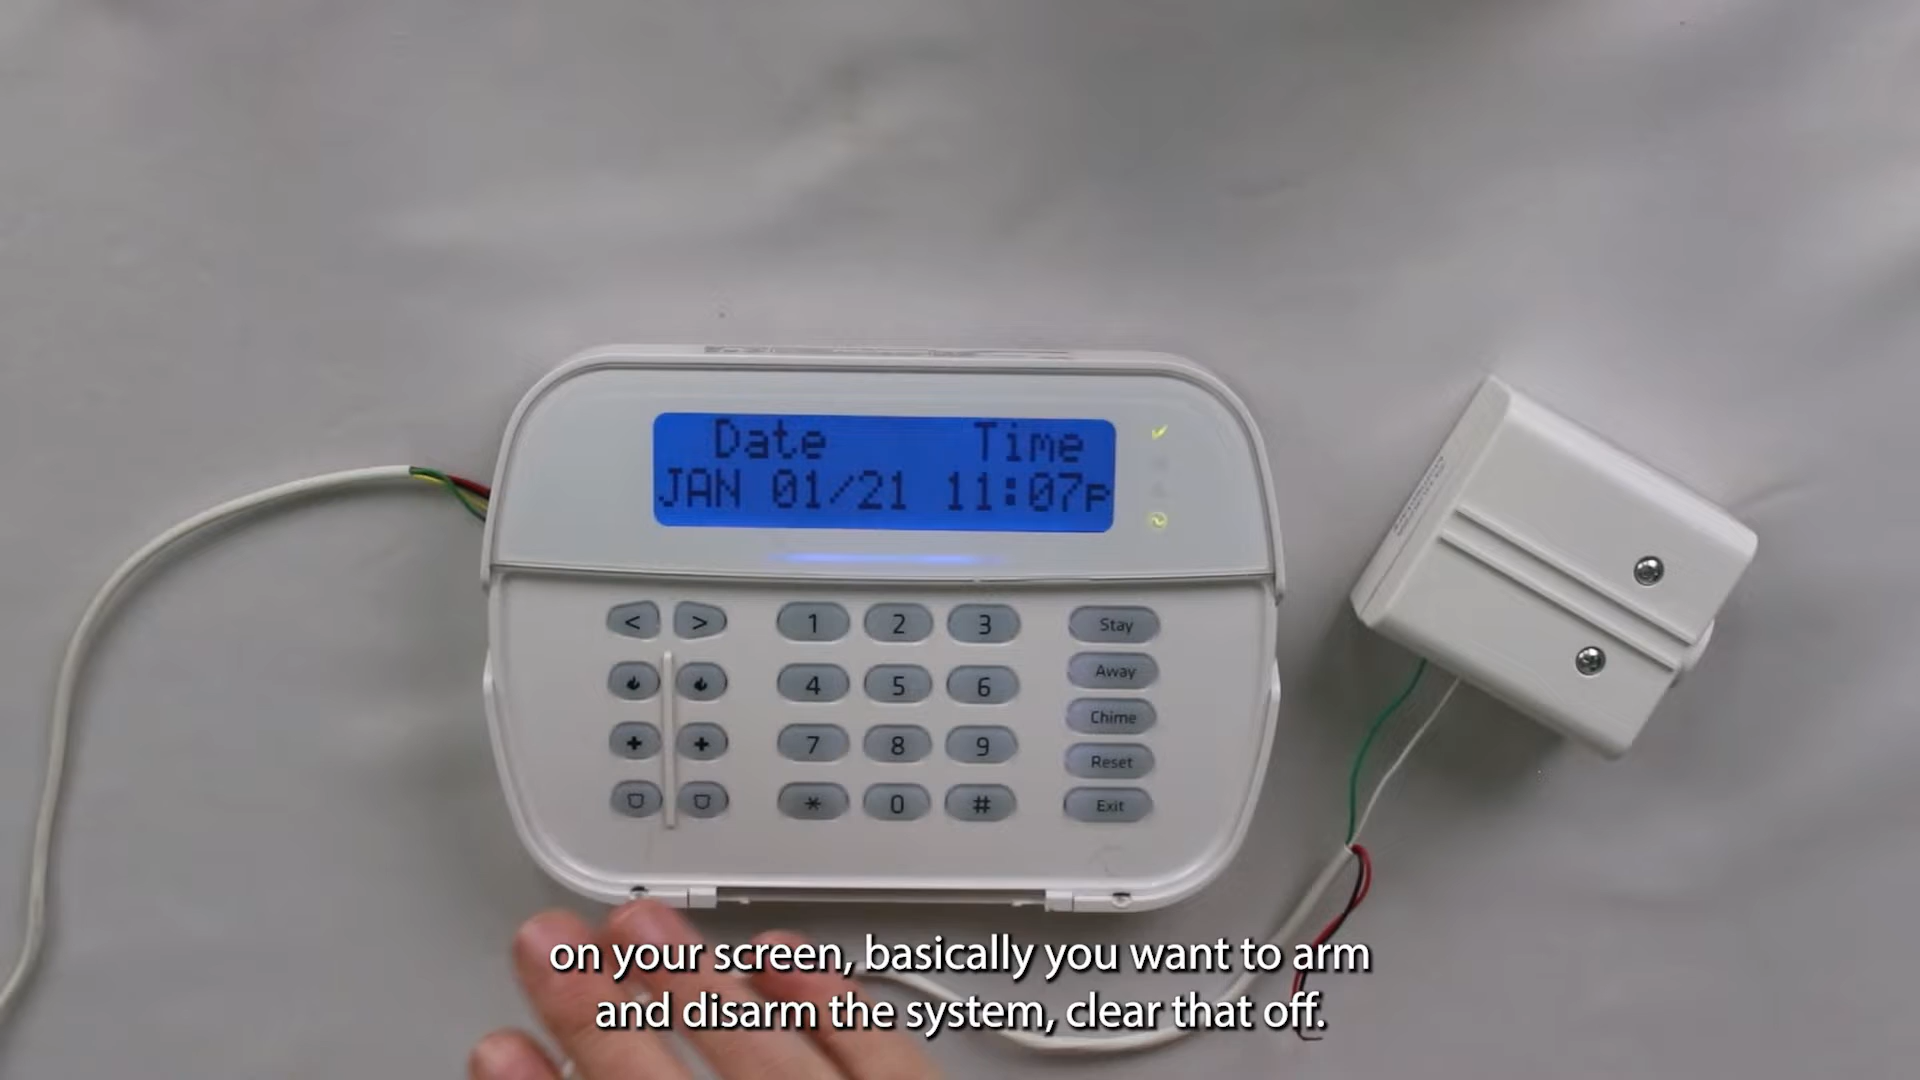 Date Time
JAN 01/21 11:07p
< > 1 2 3 Stay
4 5 6 Away
7 8 9 Chime
* 0 # Reset
Exit
on your screen, basically you want to arm
and disarm the system, clear that off.